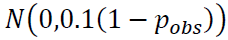 N(0,0.1(1 − p_obs))